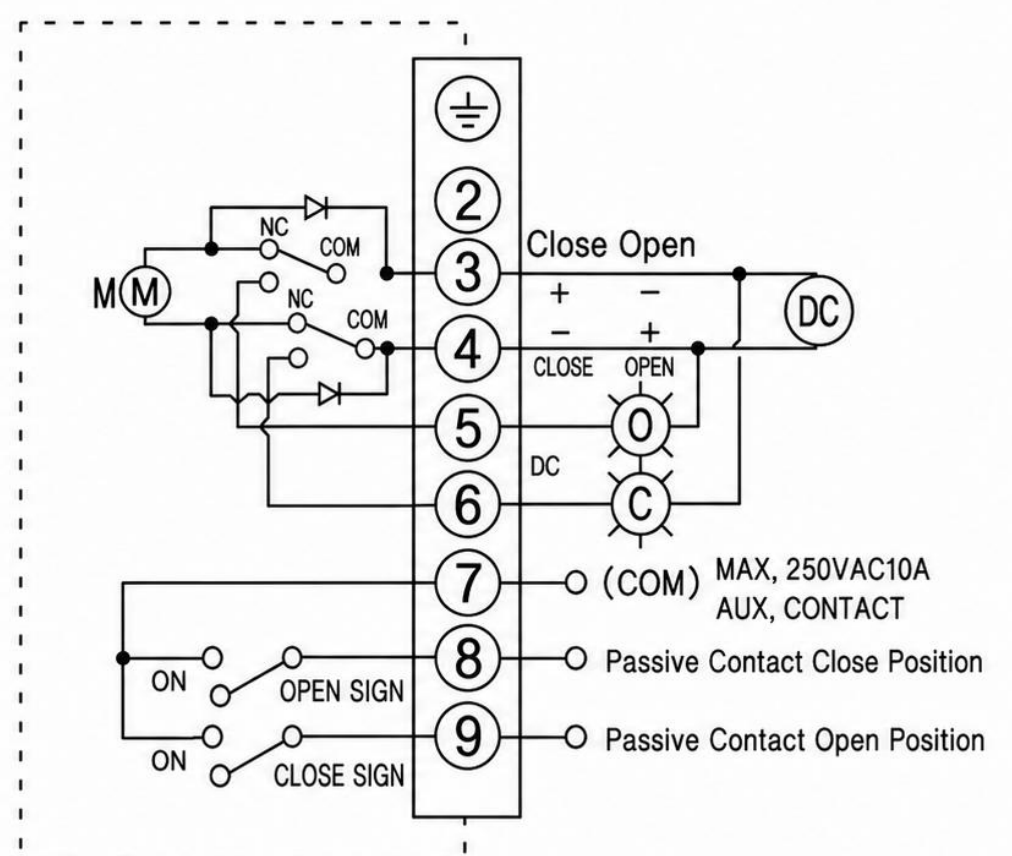 2
NC
COM
3
Close Open
M
M
+ −
DC
NC
COM
4
− +
CLOSE OPEN
5
O
DC
6
C
7
(COM)
MAX, 250VAC10A
AUX, CONTACT
ON
OPEN SIGN
8
Passive Contact Close Position
ON
CLOSE SIGN
9
Passive Contact Open Position